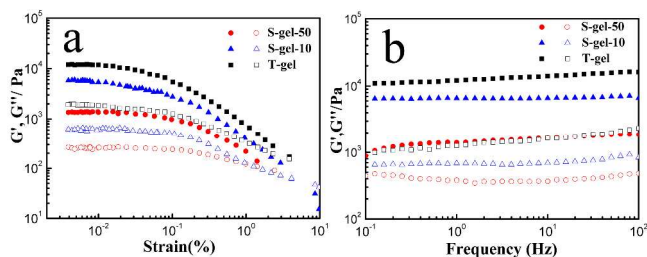 a
S-gel-50
S-gel-10
T-gel
G', G''/ Pa
10^5
10^4
10^3
10^2
10^1
10^-2
10^-1
10^0
10^1
Strain(%)
b
S-gel-50
S-gel-10
T-gel
G',G''/Pa
10^5
10^4
10^3
10^2
10^-1
10^0
10^1
10^2
Frequency (Hz)